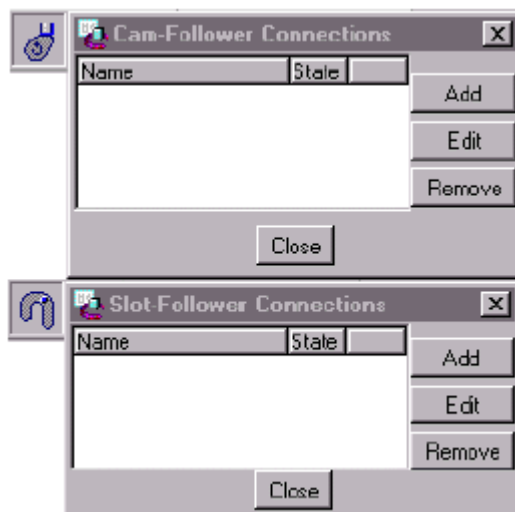 Cam-Follower Connections
Name State
Add
Edit
Remove
Close
Slot-Follower Connections
Name State
Add
Edit
Remove
Close